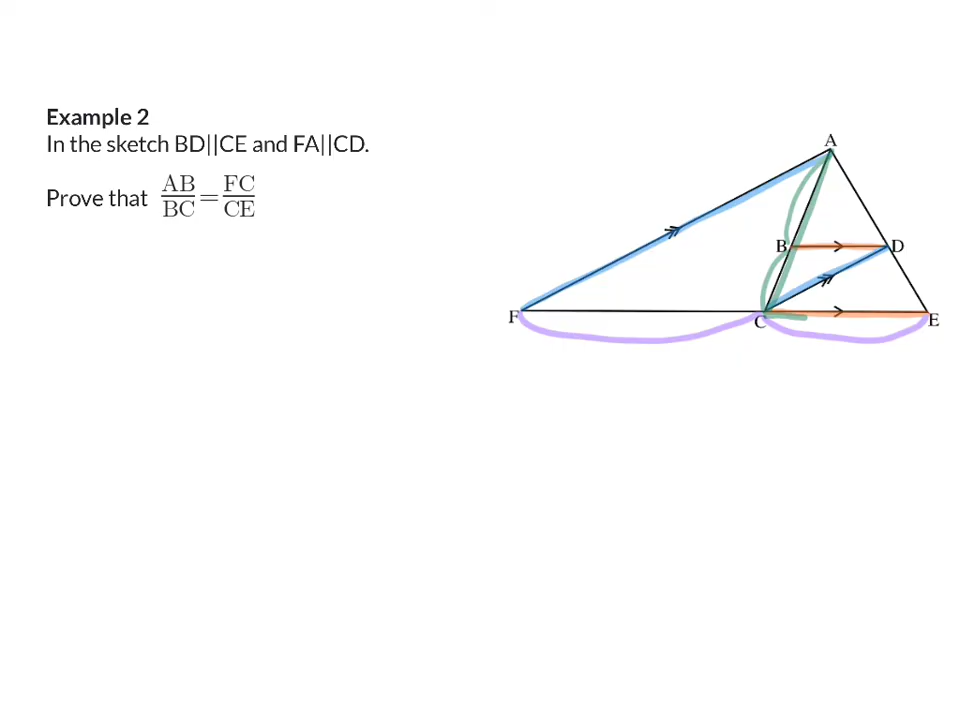 Example 2
In the sketch BD||CE and FA||CD.
Prove that AB/BC = FC/CE
A
B
D
F
C
E